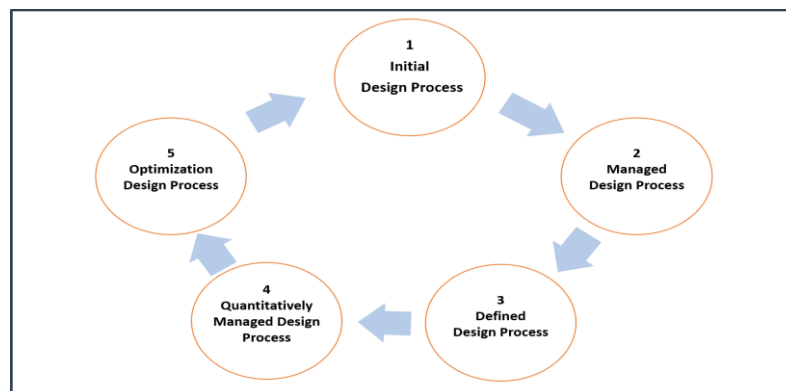 1
Initial
Design Process
2
Managed
Design Process
3
Defined
Design Process
4
Quantitatively
Managed Design
Process
5
Optimization
Design Process